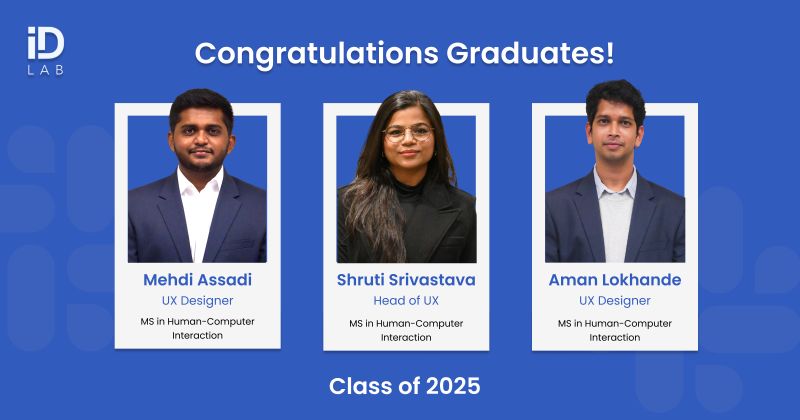 iD
LAB
Congratulations Graduates!
Mehdi Assadi
UX Designer
MS in Human-Computer
Interaction
Shruti Srivastava
Head of UX
MS in Human-Computer
Interaction
Aman Lokhande
UX Designer
MS in Human-Computer
Interaction
Class of 2025